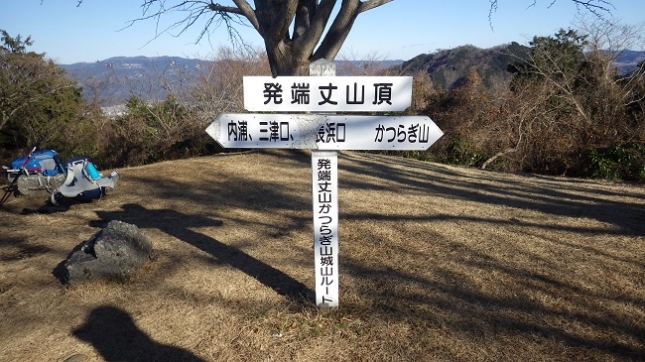 発端丈山頂
内浦、三津口、 長浜口 かつらぎ山
発端丈山かつらぎ山城山ルート